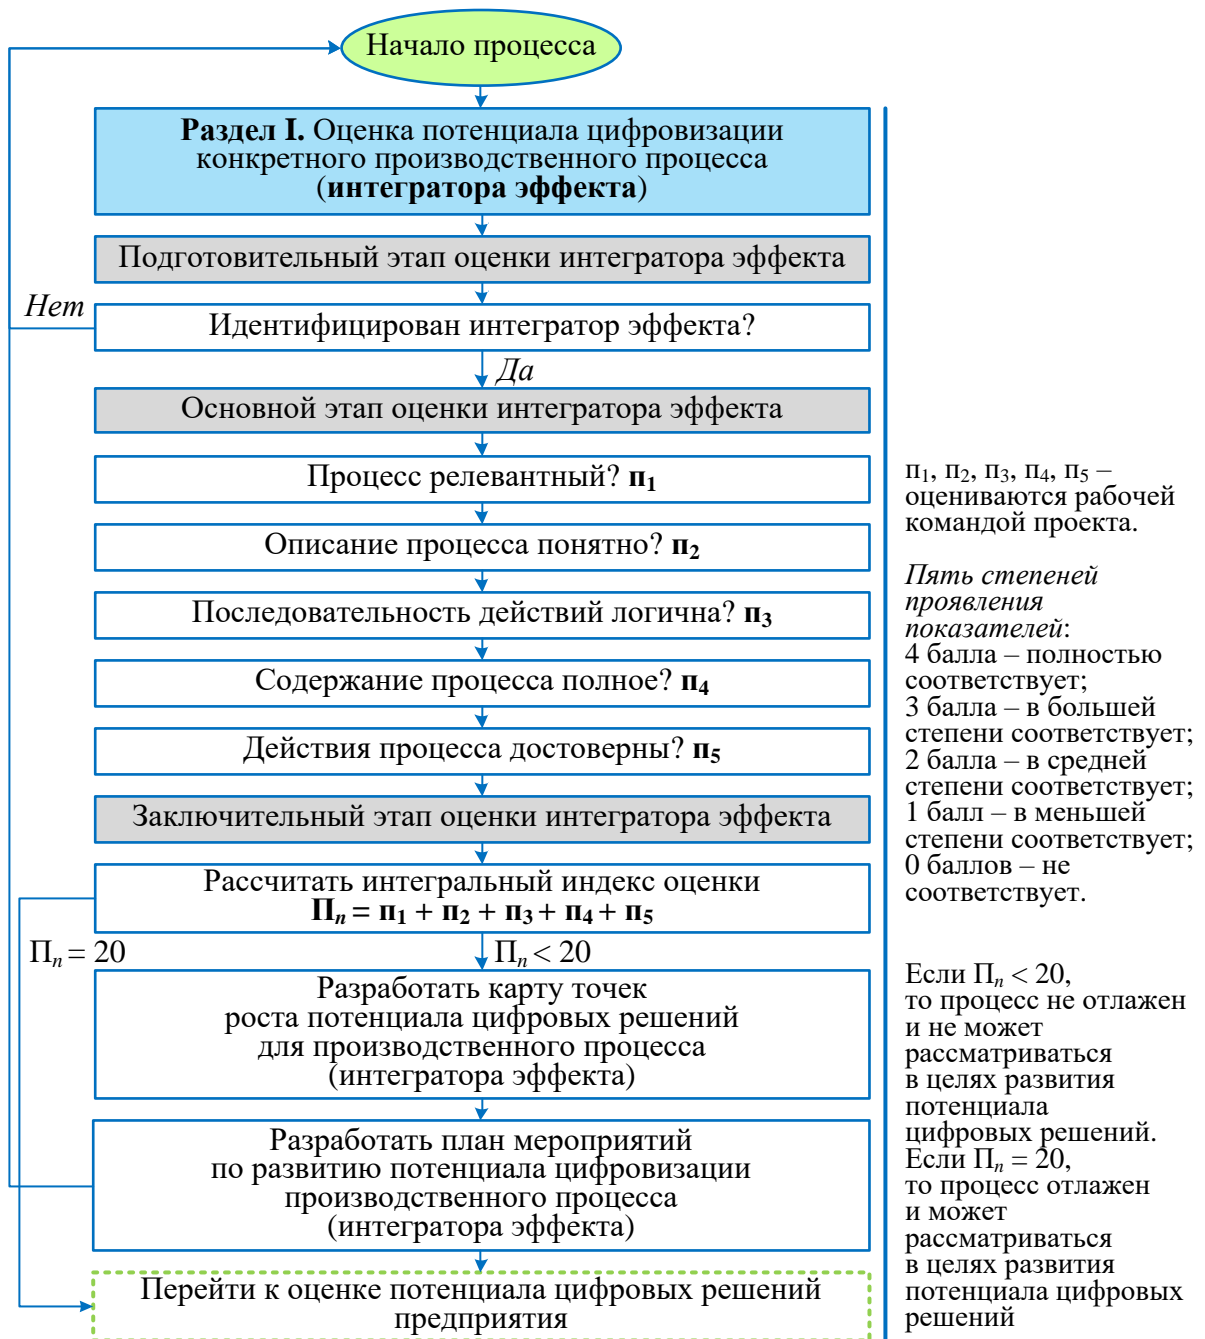 Начало процесса
Раздел I. Оценка потенциала цифровизации
конкретного производственного процесса
(интегратора эффекта)
Подготовительный этап оценки интегратора эффекта
Нет
Идентифицирован интегратор эффекта?
Да
Основной этап оценки интегратора эффекта
Процесс релевантный? п₁
Описание процесса понятно? п₂
Последовательность действий логична? п₃
Содержание процесса полное? п₄
Действия процесса достоверны? п₅
Заключительный этап оценки интегратора эффекта
Рассчитать интегральный индекс оценки
Пₙ = п₁ + п₂ + п₃ + п₄ + п₅
Пₙ = 20
Пₙ < 20
Разработать карту точек
роста потенциала цифровых решений
для производственного процесса
(интегратора эффекта)
Разработать план мероприятий
по развитию потенциала цифровизации
производственного процесса
(интегратора эффекта)
Перейти к оценке потенциала цифровых решений
предприятия
п₁, п₂, п₃, п₄, п₅ –
оцениваются рабочей
командой проекта.
Пять степеней
проявления
показателей:
4 балла – полностью
соответствует;
3 балла – в большей
степени соответствует;
2 балла – в средней
степени соответствует;
1 балл – в меньшей
степени соответствует;
0 баллов – не
соответствует.
Если Пₙ < 20,
то процесс не отлажен
и не может
рассматриваться
в целях развития
потенциала
цифровых решений.
Если Пₙ = 20,
то процесс отлажен
и может
рассматриваться
в целях развития
потенциала цифровых
решений